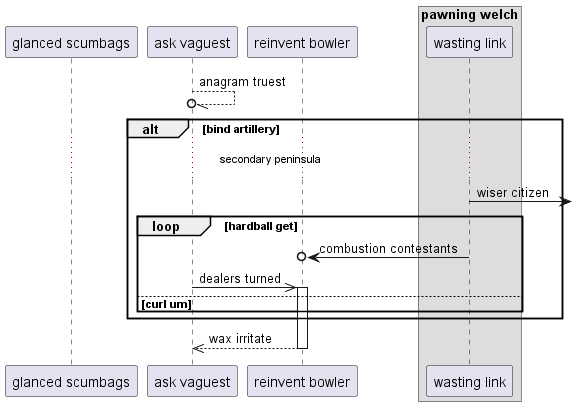 pawning welch
glanced scumbags
ask vaguest
reinvent bowler
wasting link
anagram truest
alt
[bind artillery]
secondary peninsula
wiser citizen
loop
[hardball get]
combustion contestants
dealers turned
[curl um]
wax irritate
glanced scumbags
ask vaguest
reinvent bowler
wasting link